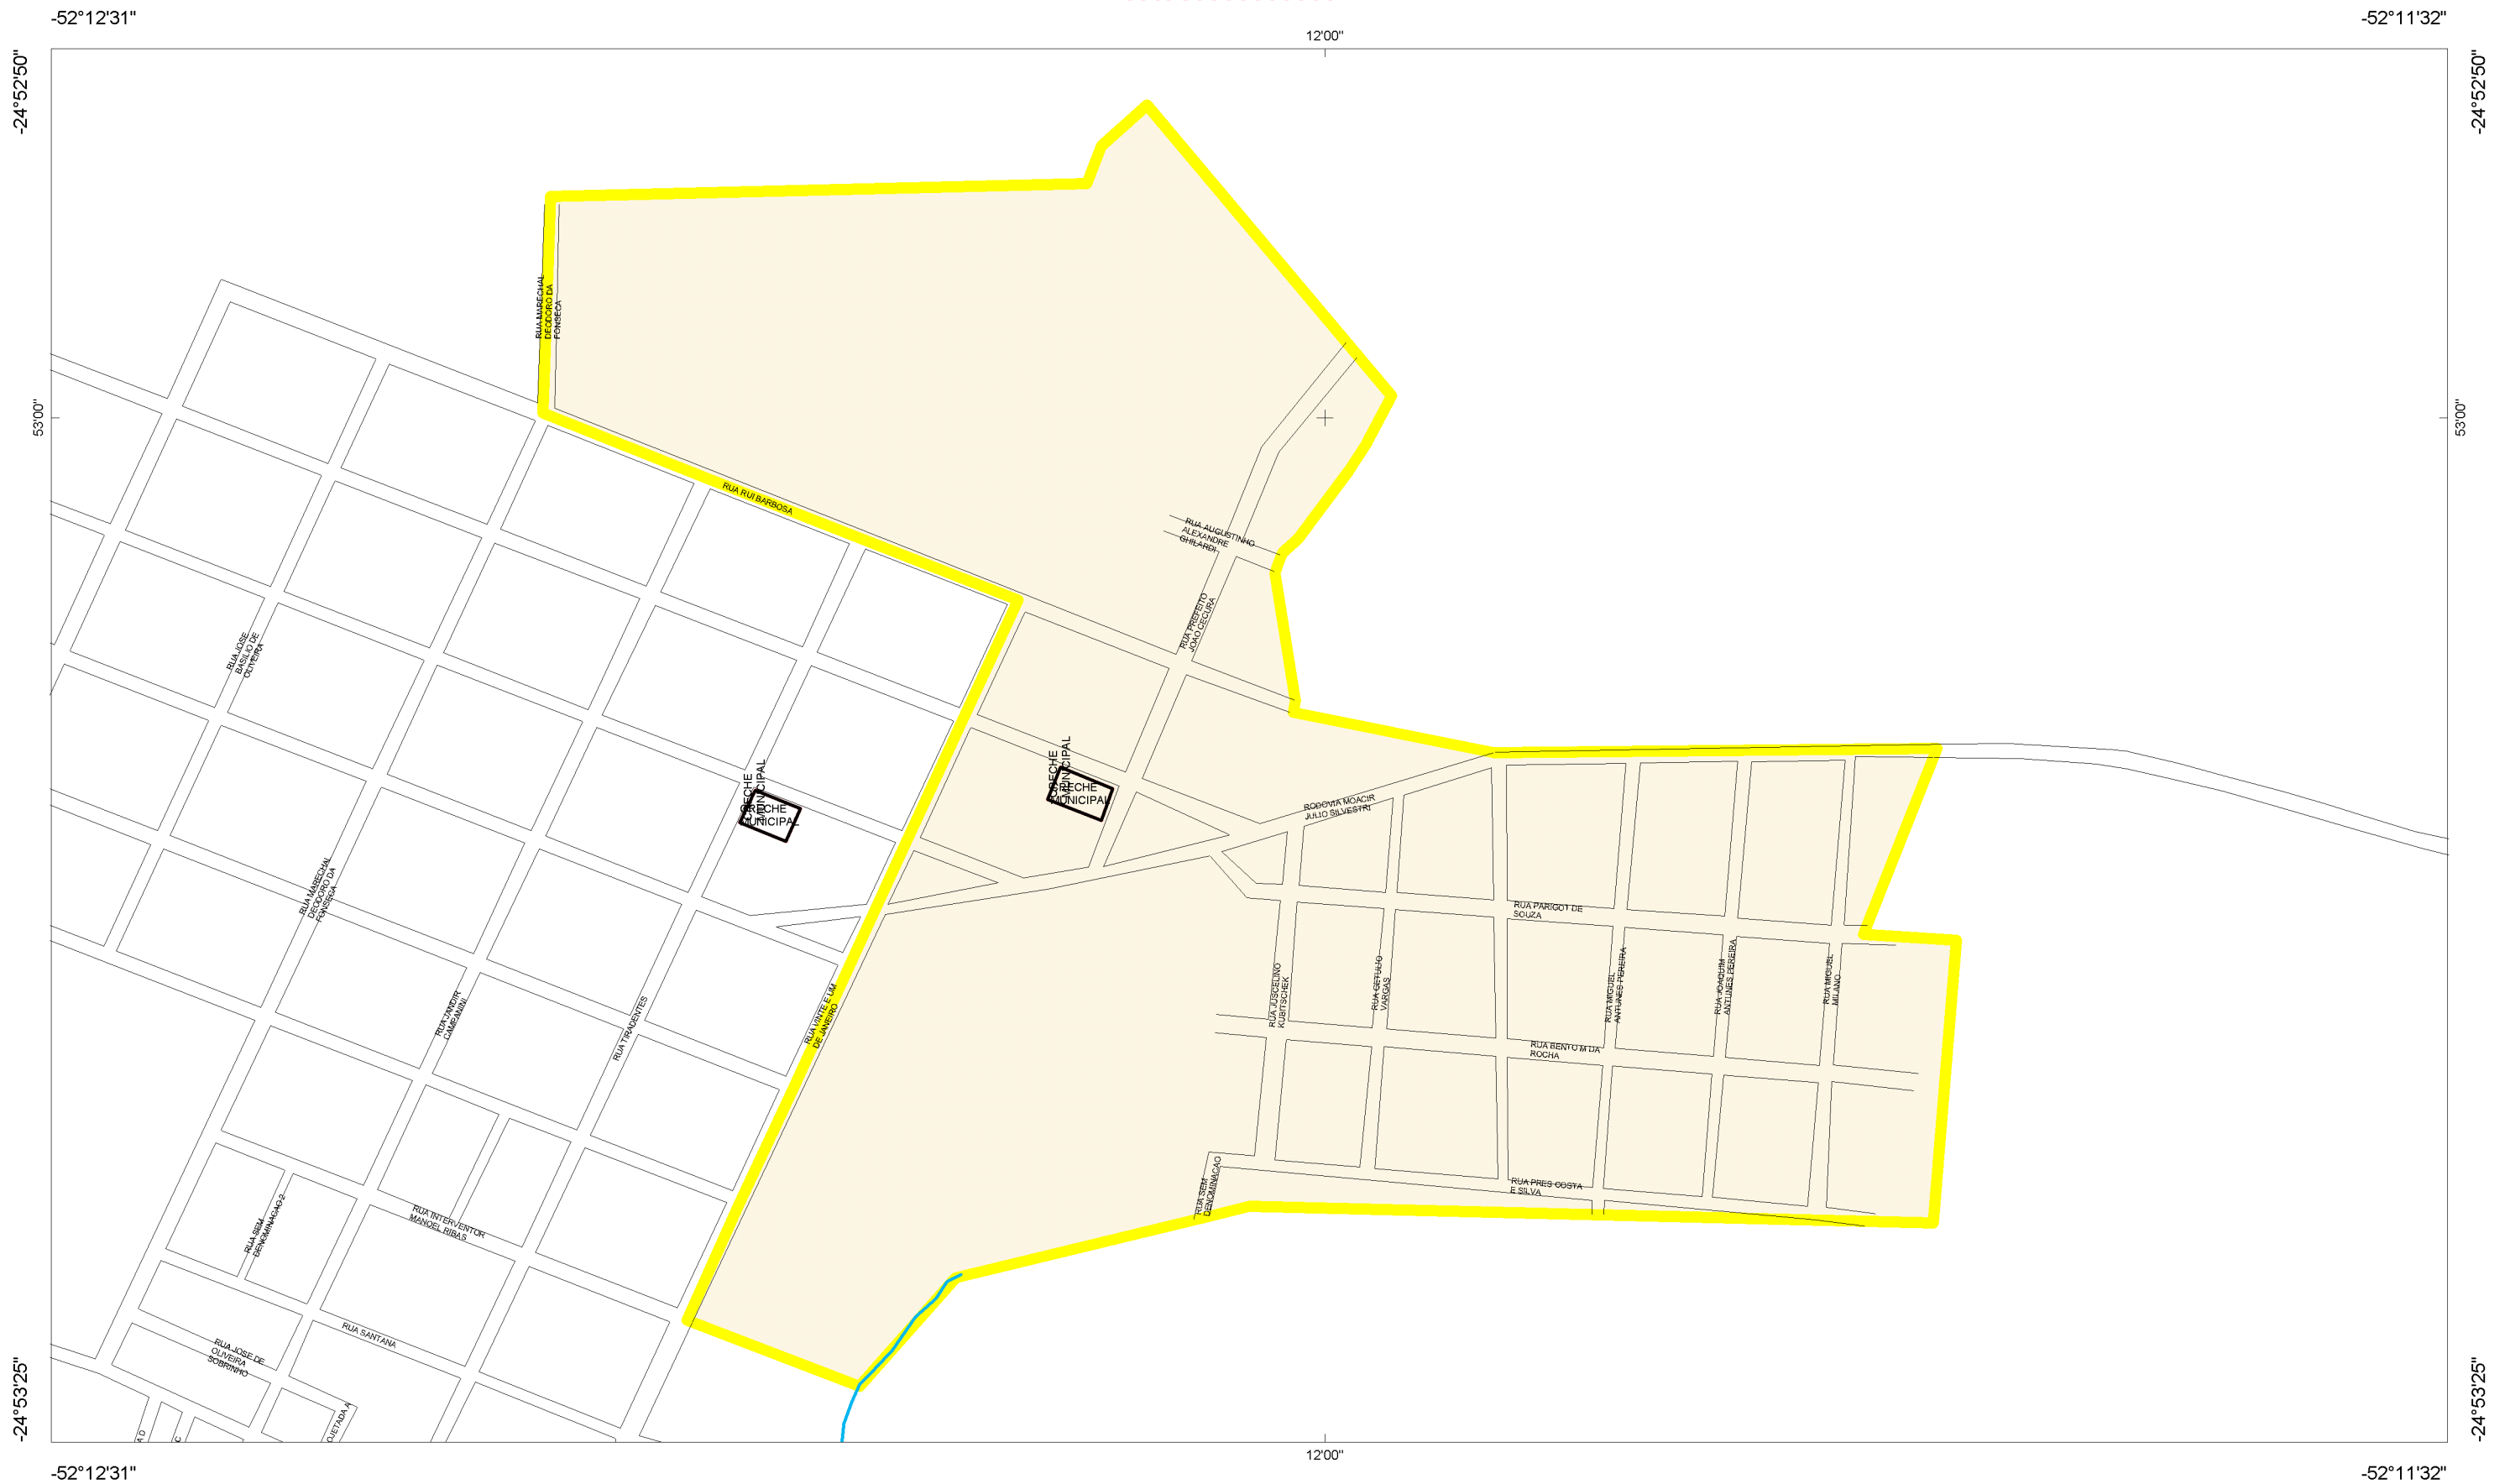 -52°12'31"
-52°11'32"
12'00"
-24°52'50"
-24°52'50"
53'00"
53'00"
RUA MARECHAL
DEODORO DA
FONSECA
RUA RUI BARBOSA
RUA AUGUSTINHO
ALEXANDRE
GHILARDI
RUA PREFEITO
JOAO CECURA
RUA JOSE
BASILIO DE
OLIVEIRA
CRECHE
MUNICIPAL
CRECHE
MUNICIPAL
CRECHE
MUNICIPAL
CRECHE
MUNICIPAL
RODOVIA MOACIR
JULIO SILVESTRI
RUA MARECHAL
DEODORO DA
FONSECA
RUA PARIGOT DE
SOUZA
RUA JUSCELINO
KUBITSCHEK
RUA GETULIO
VARGAS
RUA MIGUEL
ANTUNES PEREIRA
RUA JOAQUIM
ANTUNES PEREIRA
RUA MIGUEL
MILANO
RUA JANDIR
CAMPANINI
RUA TIRADENTES
RUA VINTE E UM
DE JANEIRO
RUA BENTO M DA
ROCHA
RUA SEM
DENOMINACAO
RUA PRES COSTA
E SILVA
RUA SEM
DENOMINACAO 2
RUA INTERVENTOR
MANOEL RIBAS
RUA SANTANA
RUA JOSE DE
OLIVEIRA
SOBRINHO
OJETADA A
A D
C
-24°53'25"
-24°53'25"
12'00"
-52°12'31"
-52°11'32"